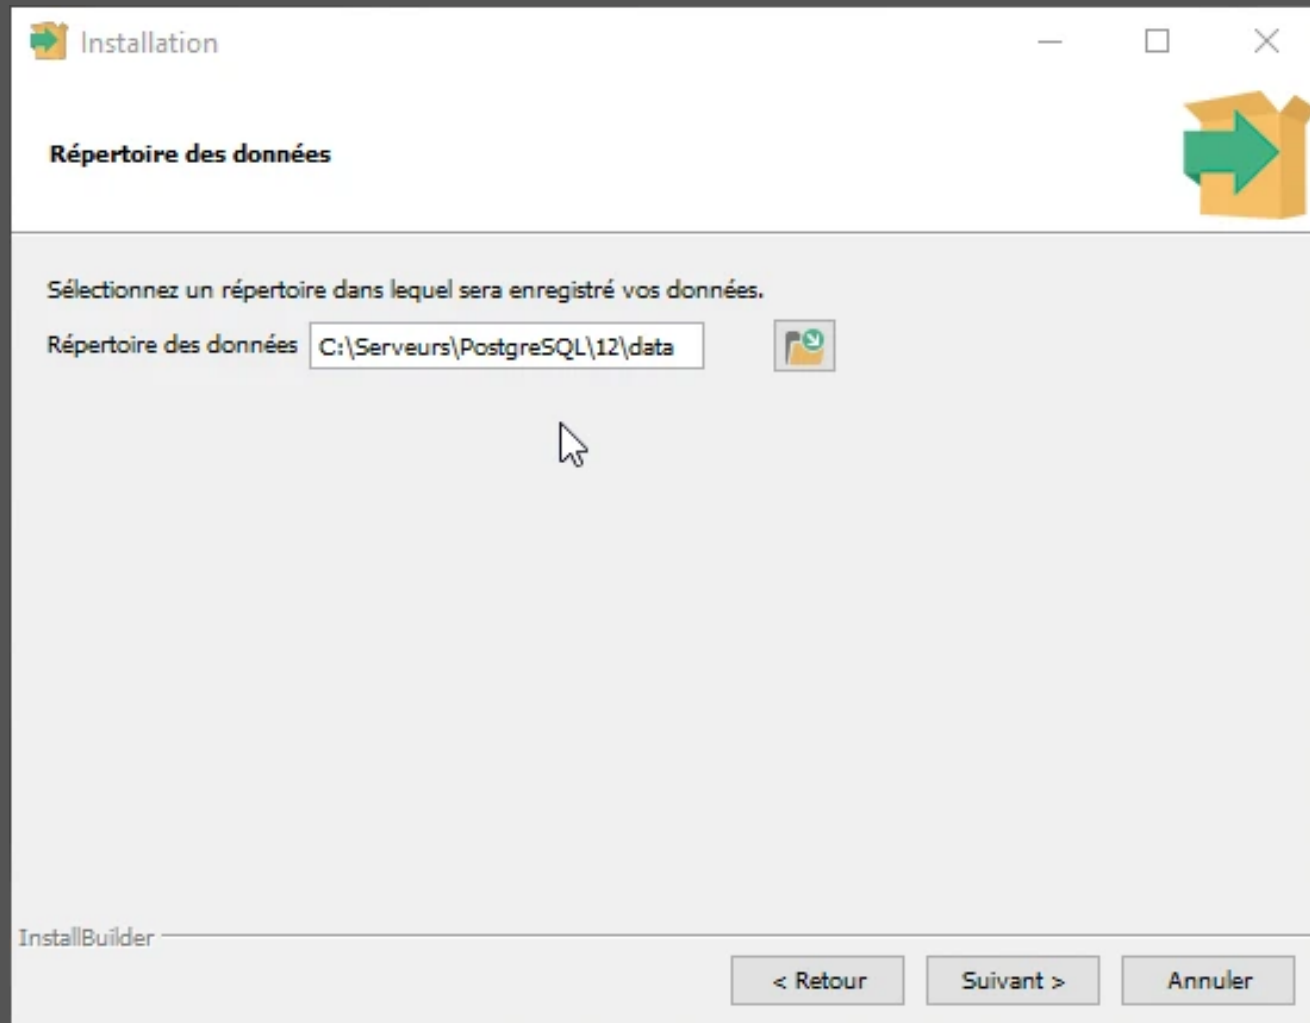 Installation
Répertoire des données
Sélectionnez un répertoire dans lequel sera enregistré vos données.
Répertoire des données C:\Serveurs\PostgreSQL\12\data
InstallBuilder
< Retour Suivant > Annuler